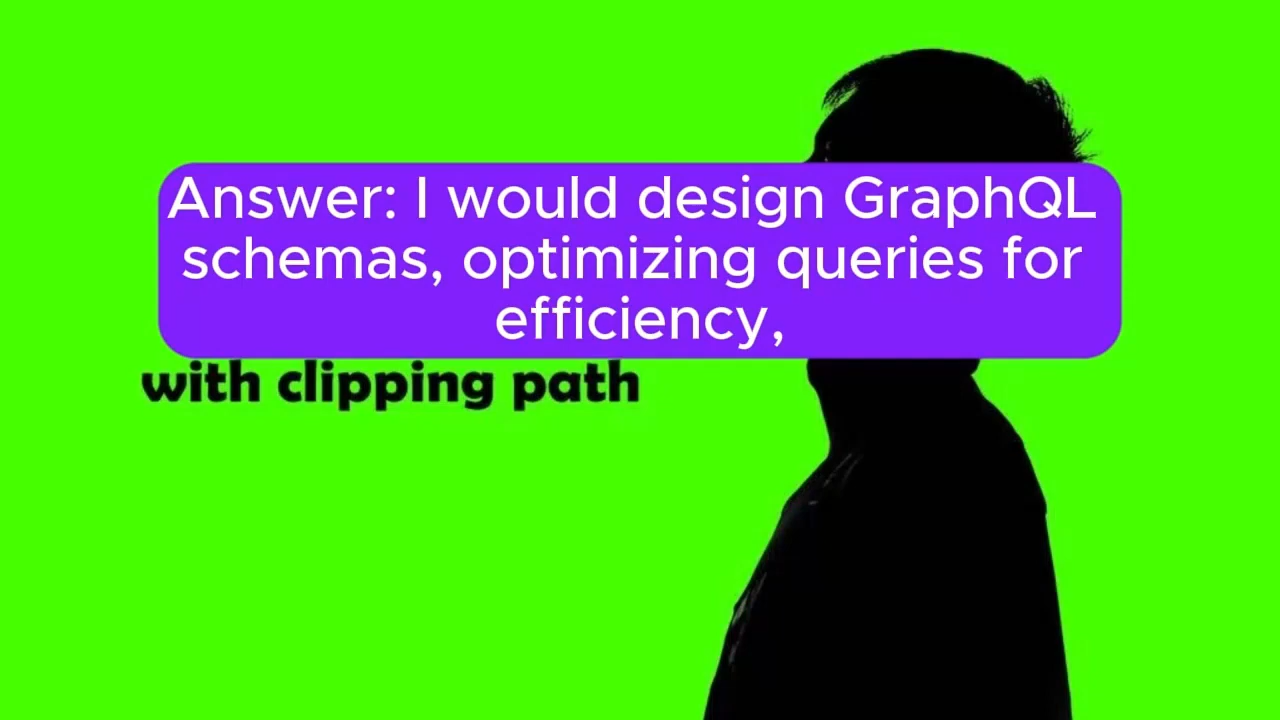 Answer: I would design GraphQL
schemas, optimizing queries for
efficiency,
with clipping path